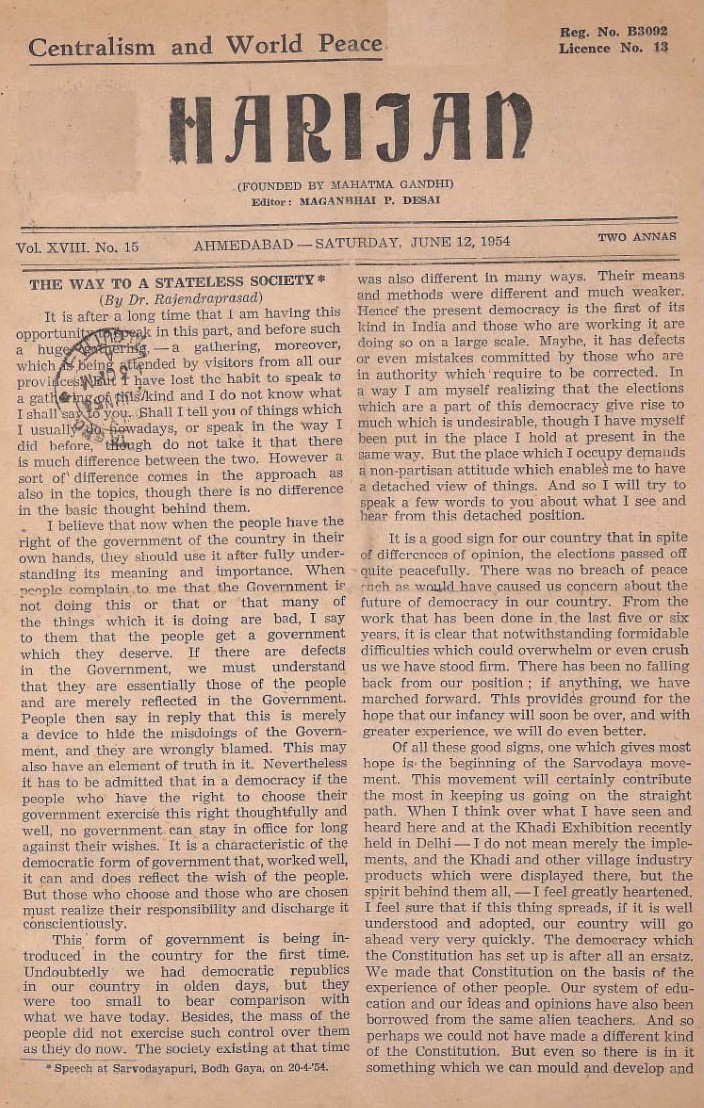 Centralism and World Peace
Reg. No. B3092
Licence No. 13
HARIJAN
(FOUNDED BY MAHATMA GANDHI)
Editor: MAGANBHAI P. DESAI
Vol. XVIII. No. 15
AHMEDABAD — SATURDAY, JUNE 12, 1954
TWO ANNAS
THE WAY TO A STATELESS SOCIETY*
(By Dr. Rajendraprasad)
It is after a long time that I am having this
opportunity to speak in this part, and before such
a huge gathering — a gathering, moreover,
which is being attended by visitors from all our
provinces. But I have lost the habit to speak to
a gathering of this kind and I do not know what
I shall say to you. Shall I tell you of things which
I usually do nowadays, or speak in the way I
did before, though do not take it that there
is much difference between the two. However a
sort of difference comes in the approach as
also in the topics, though there is no difference
in the basic thought behind them.
I believe that now when the people have the
right of the government of the country in their
own hands, they should use it after fully under-
standing its meaning and importance. When
people complain to me that the Government is
not doing this or that or that many of
the things which it is doing are bad, I say
to them that the people get a government
which they deserve. If there are defects
in the Government, we must understand
that they are essentially those of the people
and are merely reflected in the Government.
People then say in reply that this is merely
a device to hide the misdoings of the Govern-
ment, and they are wrongly blamed. This may
also have an element of truth in it. Nevertheless
it has to be admitted that in a democracy if the
people who have the right to choose their
government exercise this right thoughtfully and
well, no government can stay in office for long
against their wishes. It is a characteristic of the
democratic form of government that, worked well,
it can and does reflect the wish of the people.
But those who choose and those who are chosen
must realize their responsibility and discharge it
conscientiously.
This form of government is being in-
troduced in the country for the first time.
Undoubtedly we had democratic republics
in our country in olden days, but they
were too small to bear comparison with
what we have today. Besides, the mass of the
people did not exercise such control over them
as they do now. The society existing at that time
* Speech at Sarvodayapuri, Bodh Gaya, on 20-4-'54.
was also different in many ways. Their means
and methods were different and much weaker.
Hence the present democracy is the first of its
kind in India and those who are working it are
doing so on a large scale. Maybe, it has defects
or even mistakes committed by those who are
in authority which require to be corrected. In
a way I am myself realizing that the elections
which are a part of this democracy give rise to
much which is undesirable, though I have myself
been put in the place I hold at present in the
same way. But the place which I occupy demands
a non-partisan attitude which enables me to have
a detached view of things. And so I will try to
speak a few words to you about what I see and
hear from this detached position.
It is a good sign for our country that in spite
of differences of opinion, the elections passed off
quite peacefully. There was no breach of peace
such as would have caused us concern about the
future of democracy in our country. From the
work that has been done in the last five or six
years, it is clear that notwithstanding formidable
difficulties which could overwhelm or even crush
us we have stood firm. There has been no falling
back from our position; if anything, we have
marched forward. This provides ground for the
hope that our infancy will soon be over, and with
greater experience, we will do even better.
Of all these good signs, one which gives most
hope is the beginning of the Sarvodaya move-
ment. This movement will certainly contribute
the most in keeping us going on the straight
path. When I think over what I have seen and
heard here and at the Khadi Exhibition recently
held in Delhi — I do not mean merely the imple-
ments, and the Khadi and other village industry
products which were displayed there, but the
spirit behind them all, — I feel greatly heartened.
I feel sure that if this thing spreads, if it is well
understood and adopted, our country will go
ahead very very quickly. The democracy which
the Constitution has set up is after all an ersatz.
We made that Constitution on the basis of the
experience of other people. Our system of edu-
cation and our ideas and opinions have also been
borrowed from the same alien teachers. And so
perhaps we could not have made a different kind
of the Constitution. But even so there is in it
something which we can mould and develop and